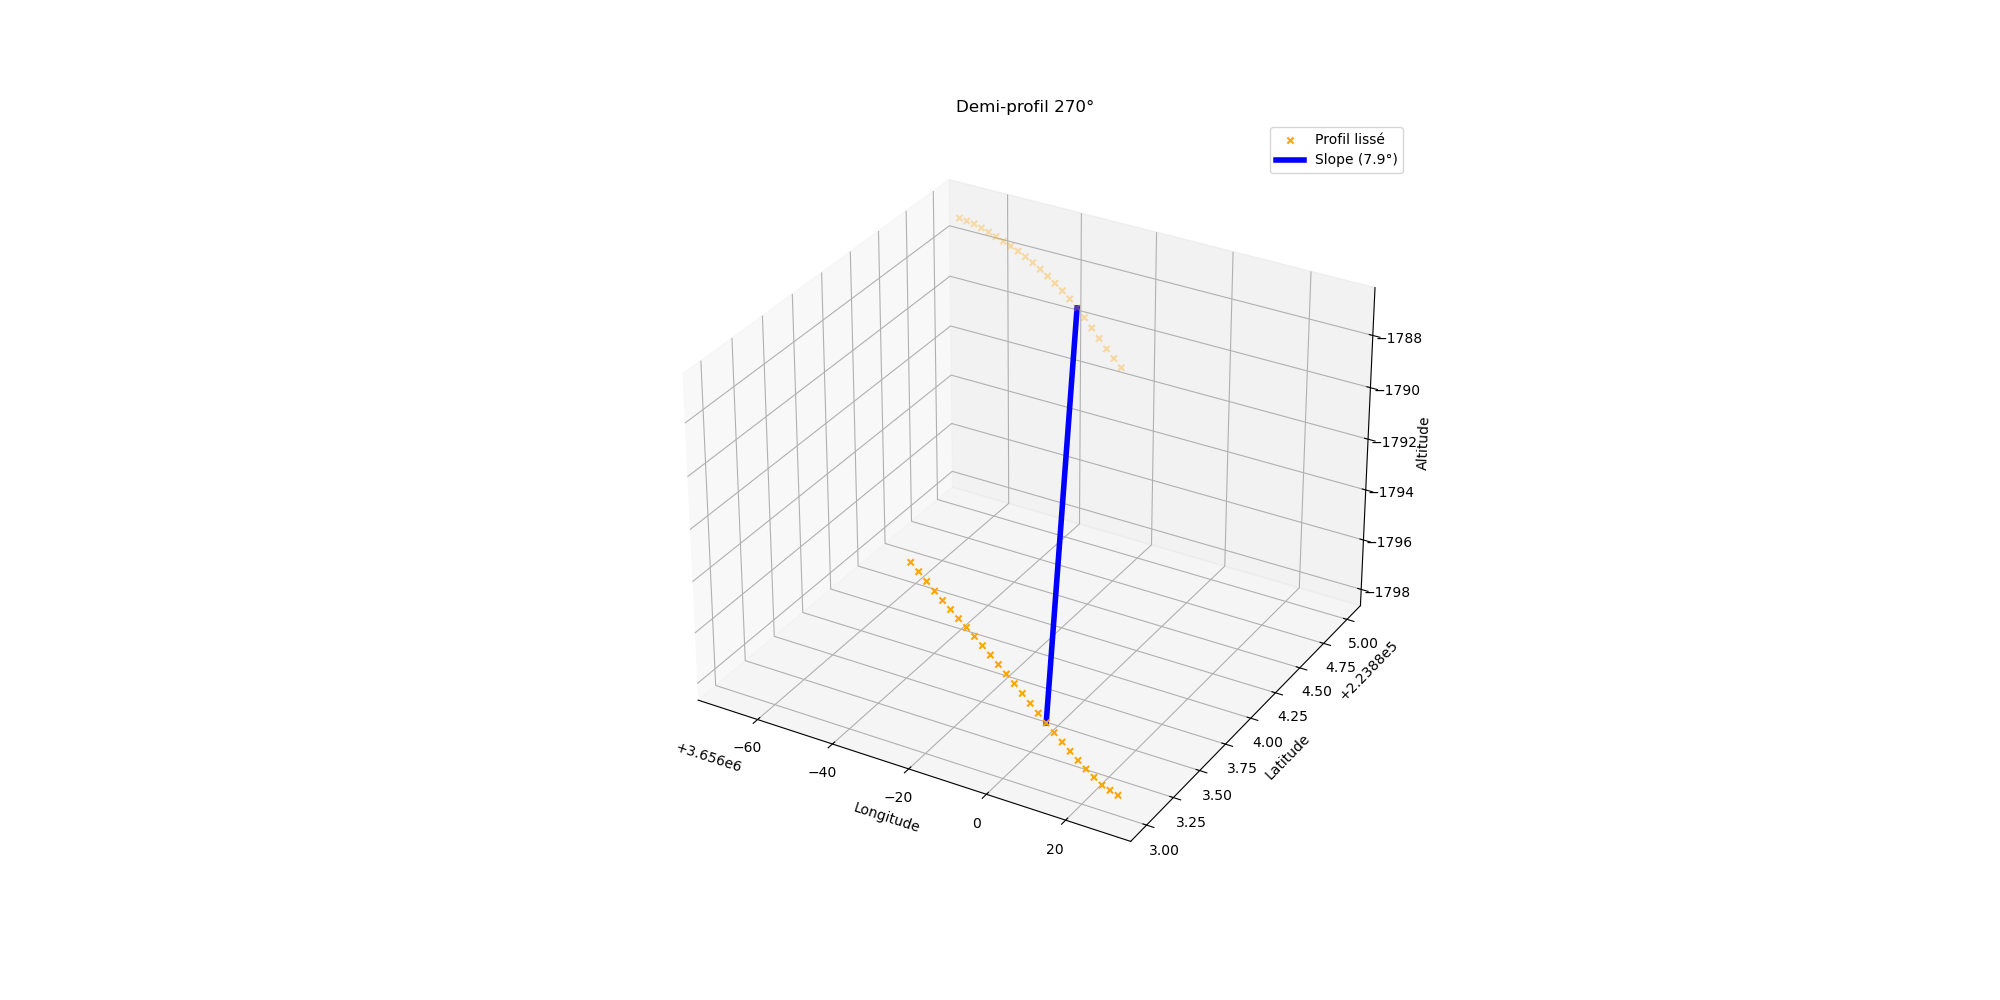 Demi-profil 270°
Profil lissé
Slope (7.9°)
−1788
−1790
−1792
−1794
−1796
−1798
Altitude
5.00
4.75
4.50
4.25
4.00
3.75
3.50
3.25
3.00
+2.2388e5
Latitude
−60
−40
−20
0
20
+3.656e6
Longitude